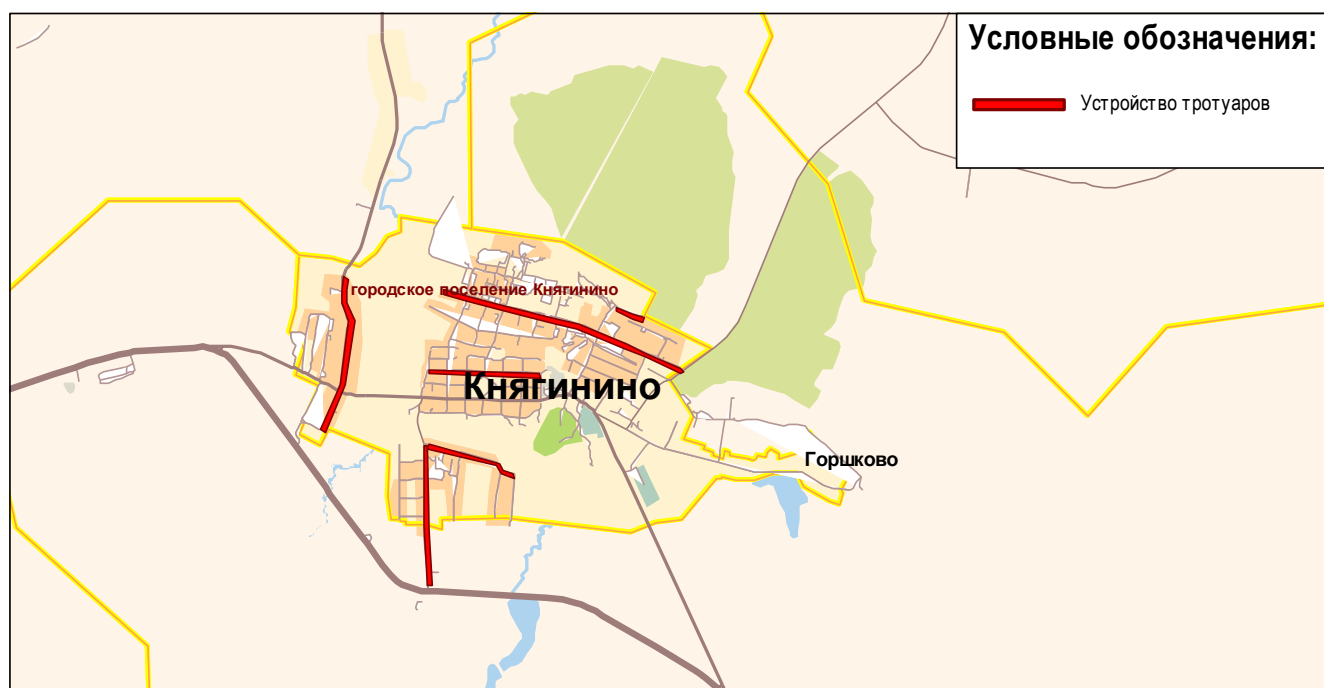 Условные обозначения:
Устройство тротуаров
городское поселение Княгинино
Княгинино
Горшково